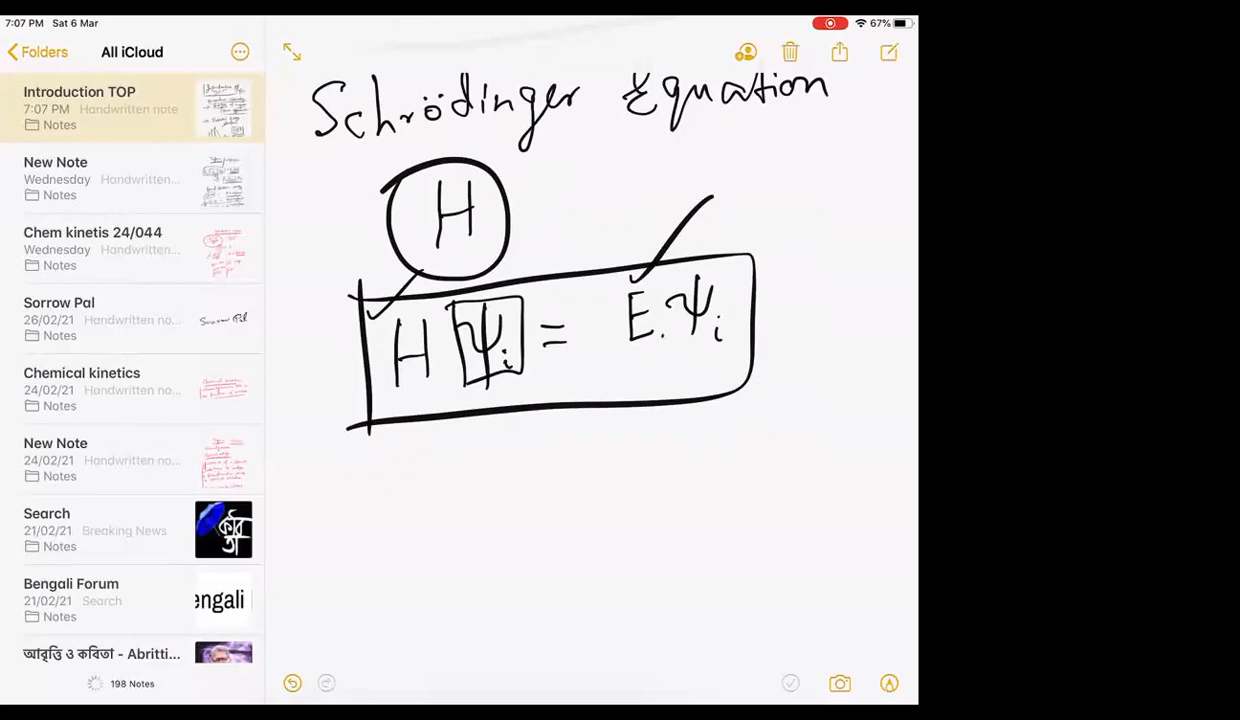 7:07 PM Sat 6 Mar 67%
Folders All iCloud
Introduction TOP
7:07 PM Handwritten note
Notes
New Note
Wednesday Handwritten...
Notes
Chem kinetis 24/044
Wednesday Handwritten...
Notes
Sorrow Pal
26/02/21 Handwritten no...
Notes
Chemical kinetics
24/02/21 Handwritten no...
Notes
New Note
24/02/21 Handwritten no...
Notes
Search
21/02/21 Breaking News
Notes
কবি
তা
Bengali Forum
21/02/21 Search
Notes
engali
আবৃত্তি ও কবিতা - Abritti...
198 Notes
Schrödinger Equation
H
H ψi = E. ψi